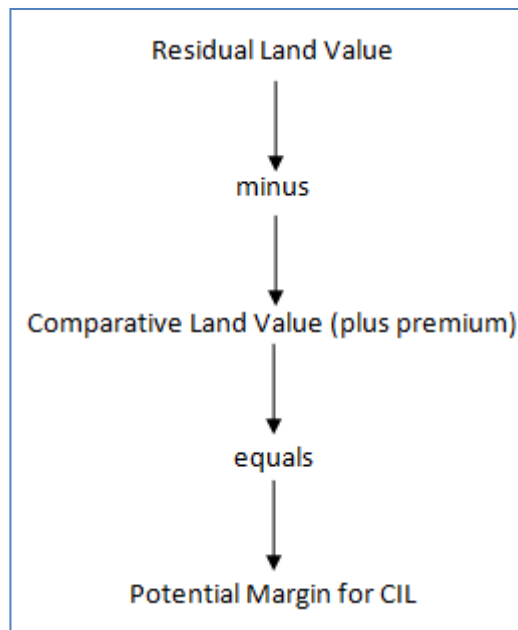 Residual Land Value
minus
Comparative Land Value (plus premium)
equals
Potential Margin for CIL